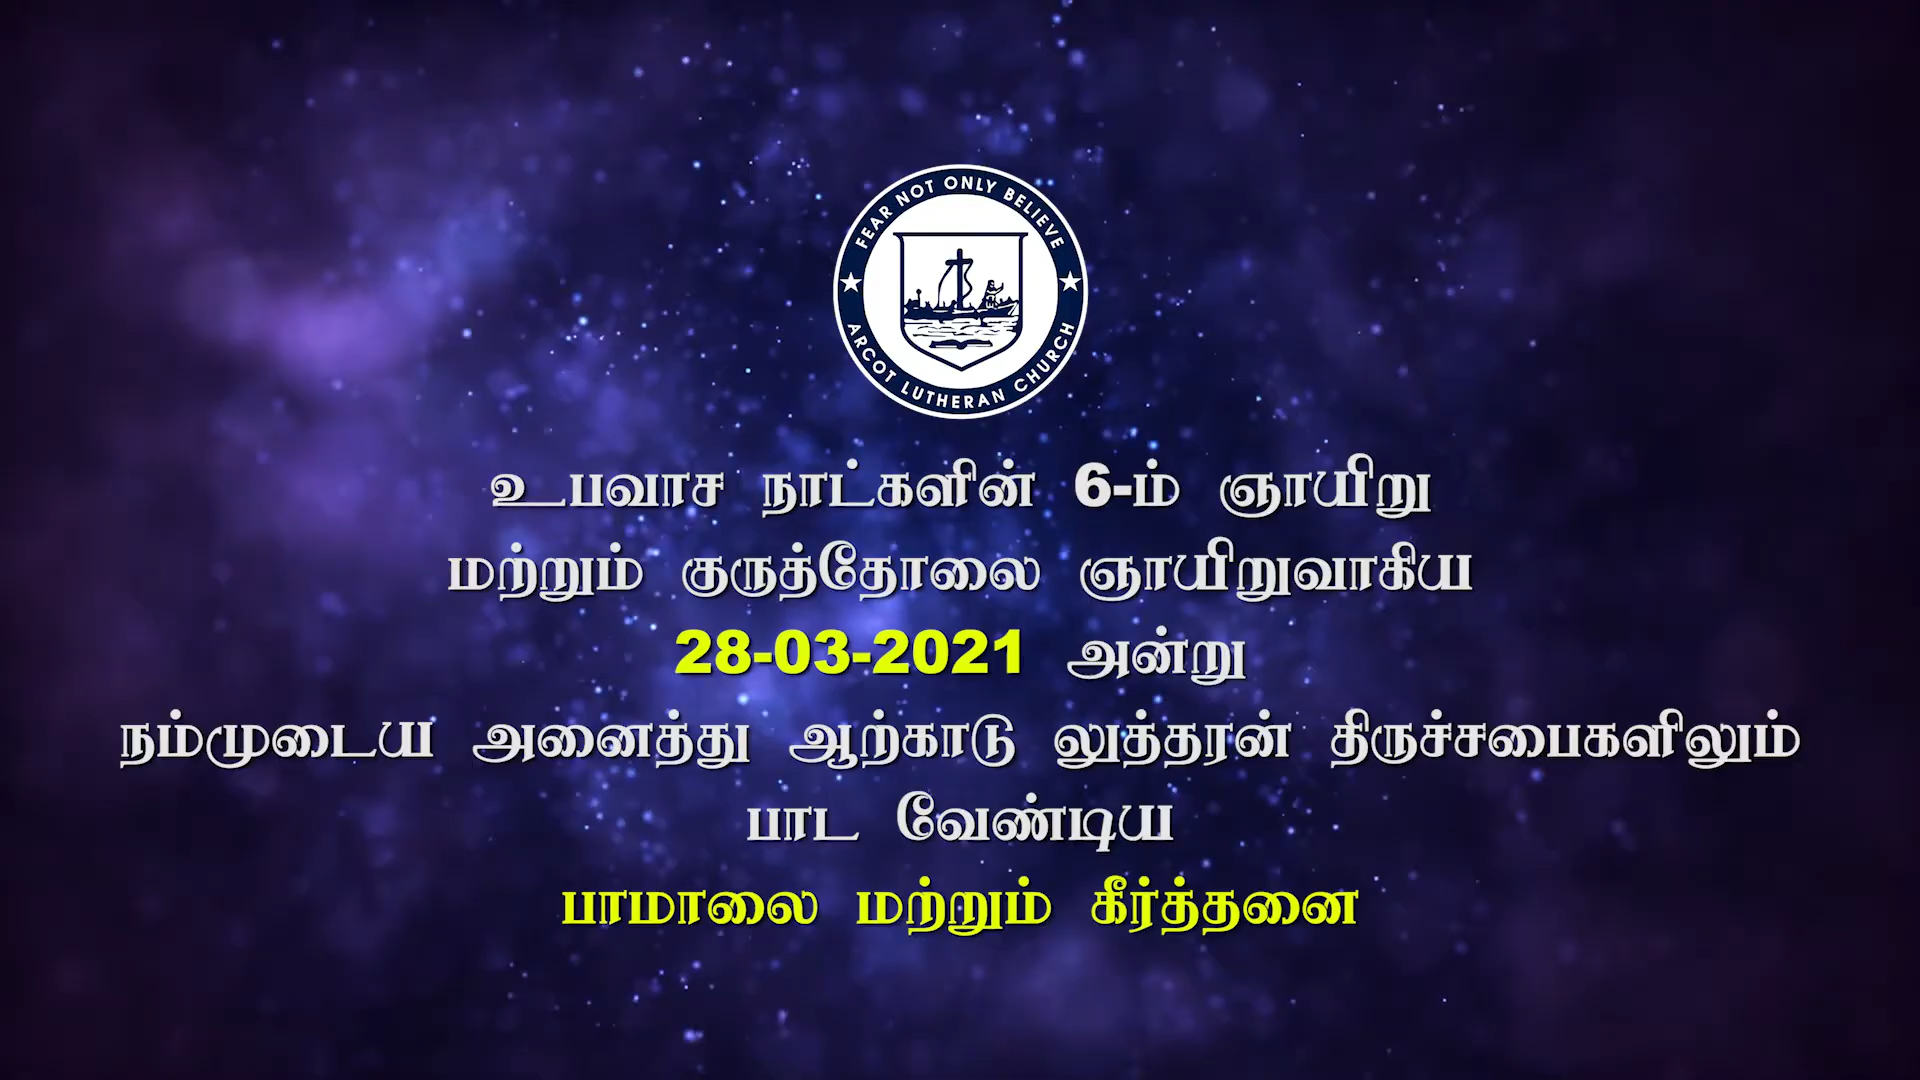 FEAR NOT ONLY BELIEVE
ARCOT LUTHERAN CHURCH
உபவாச நாட்களின் 6-ம் ஞாயிறு
மற்றும் குருத்தோலை ஞாயிறுவாகிய
28-03-2021 அன்று
நம்முடைய அனைத்து ஆற்காடு லுத்தரன் திருச்சபைகளிலும்
பாட வேண்டிய
பாமாலை மற்றும் கீர்த்தனை